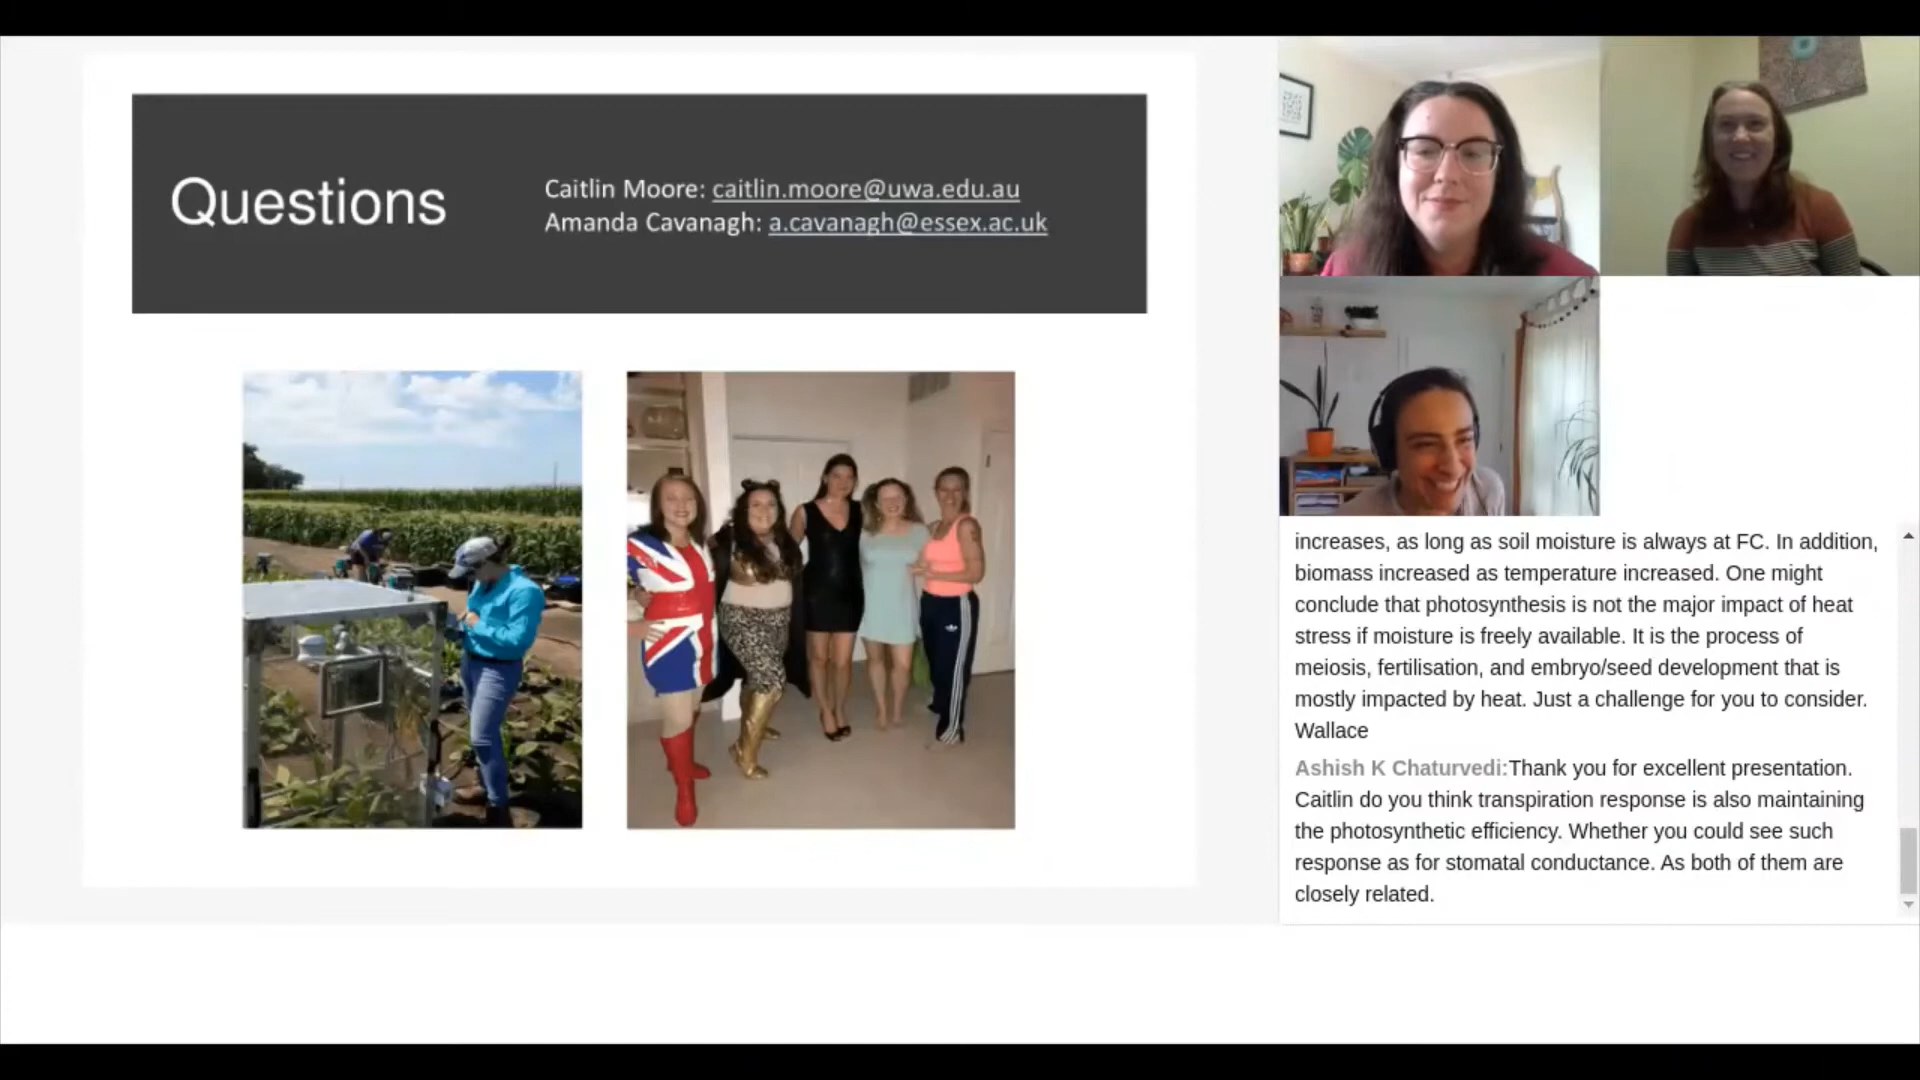 Questions
Caitlin Moore: caitlin.moore@uwa.edu.au
Amanda Cavanagh: a.cavanagh@essex.ac.uk
increases, as long as soil moisture is always at FC. In addition,
biomass increased as temperature increased. One might
conclude that photosynthesis is not the major impact of heat
stress if moisture is freely available. It is the process of
meiosis, fertilisation, and embryo/seed development that is
mostly impacted by heat. Just a challenge for you to consider.
Wallace
Ashish K Chaturvedi:Thank you for excellent presentation.
Caitlin do you think transpiration response is also maintaining
the photosynthetic efficiency. Whether you could see such
response as for stomatal conductance. As both of them are
closely related.